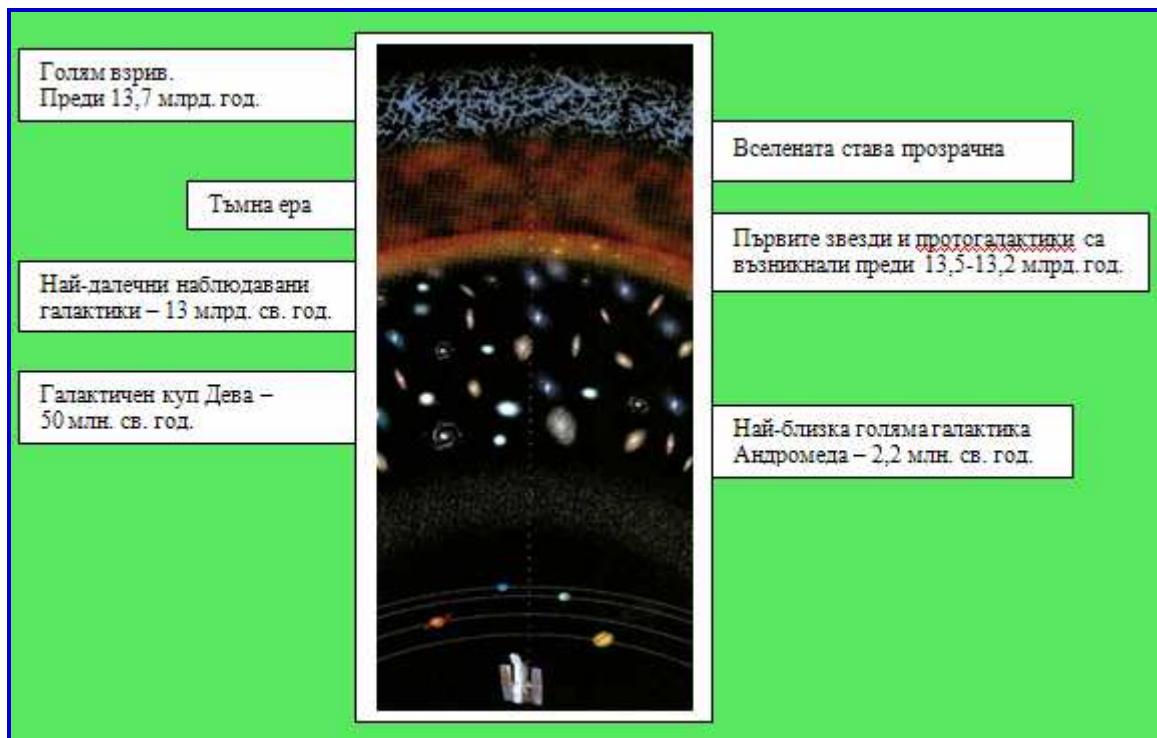 Голям взрив.
Преди 13,7 млрд. год.
Вселената става прозрачна
Тъмна ера
Първите звезди и протогалактики са
възникнали преди 13,5-13,2 млрд. год.
Най-далечни наблюдавани
галактики – 13 млрд. св. год.
Галактичен куп Дева –
50 млн. св. год.
Най-близка голяма галактика
Андромеда – 2,2 млн. св. год.